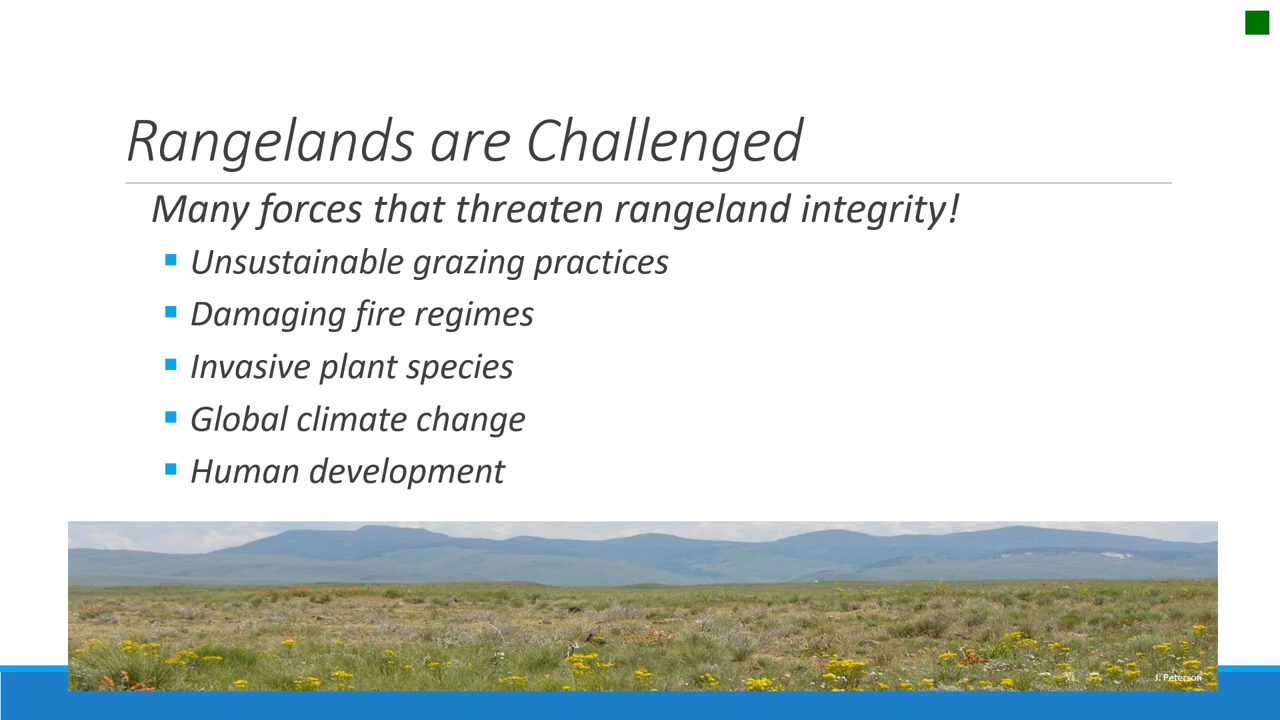 Rangelands are Challenged
Many forces that threaten rangeland integrity!
Unsustainable grazing practices
Damaging fire regimes
Invasive plant species
Global climate change
Human development
J. Peterson